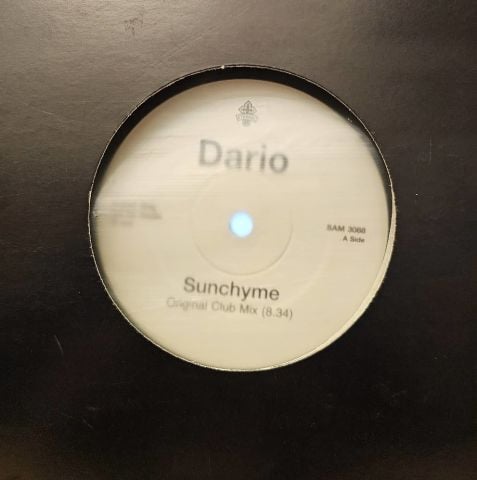 Dario
SAM 3088
A Side
Sunchyme
Original Club Mix (8.34)